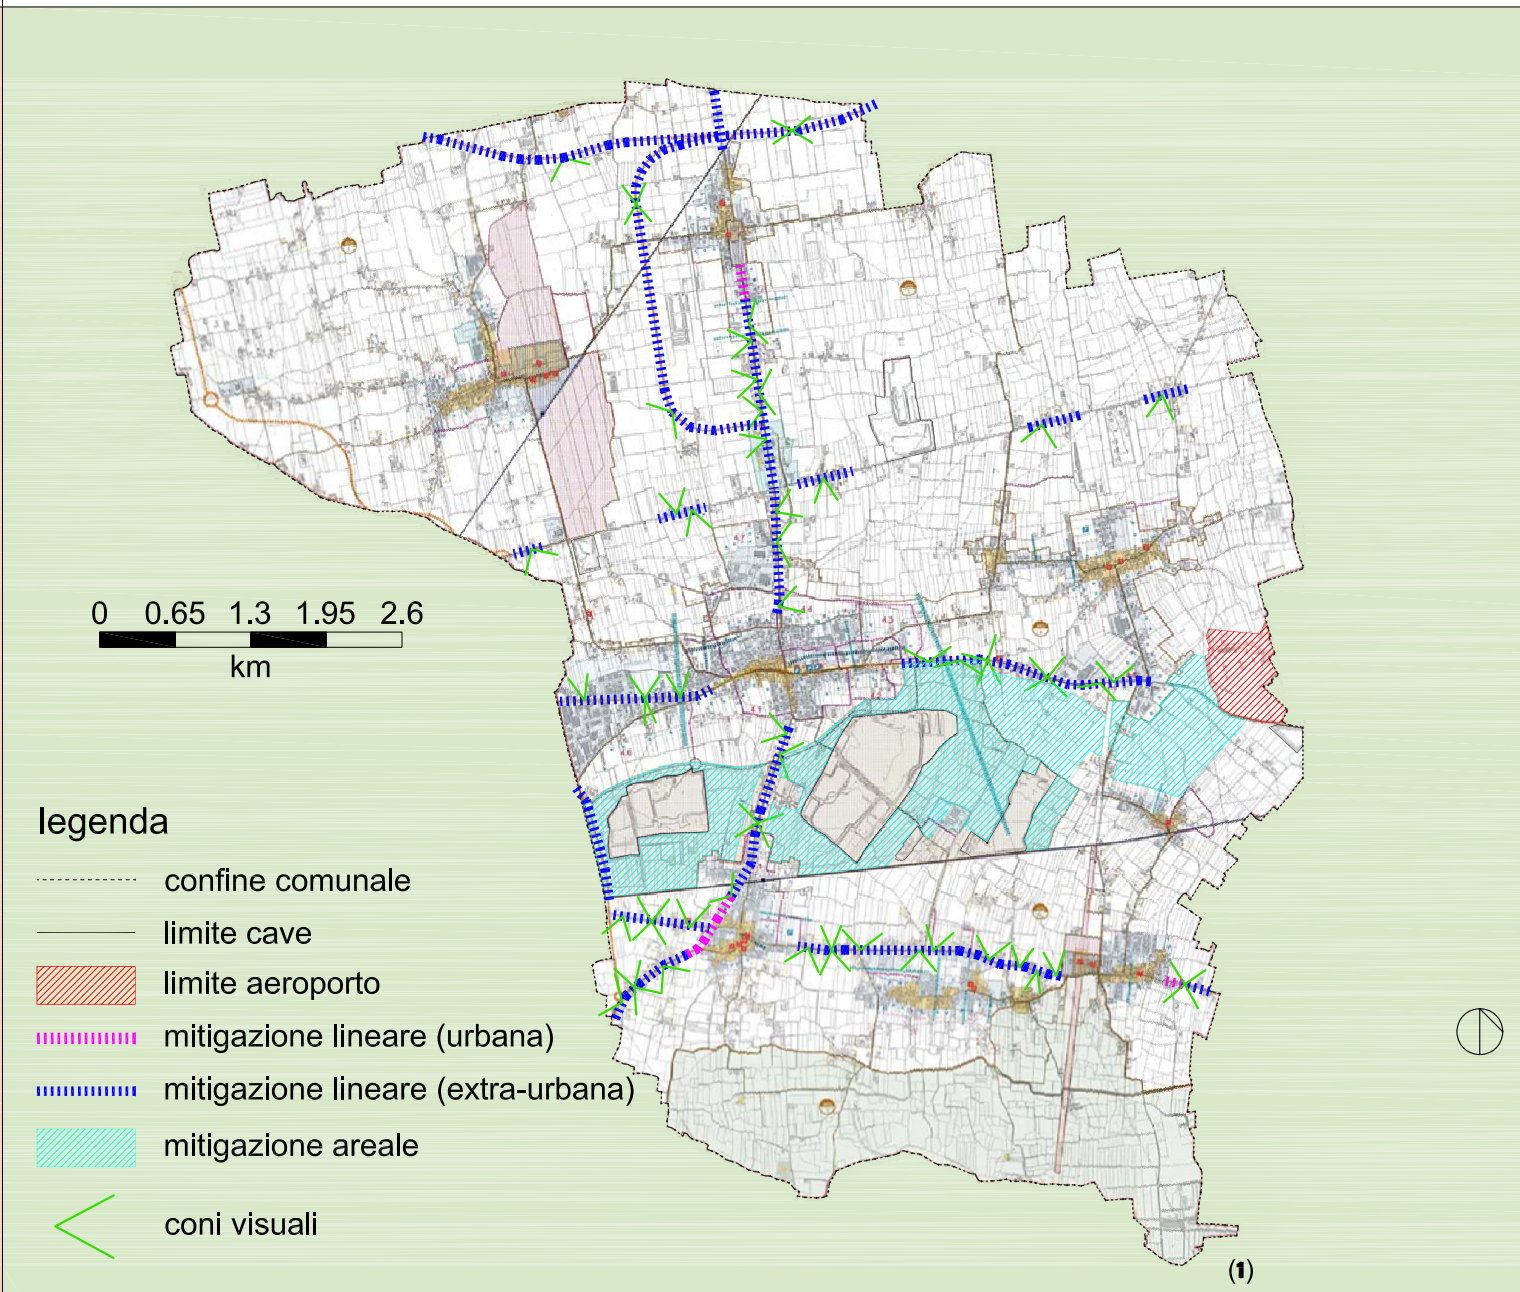 0 0.65 1.3 1.95 2.6
km
legenda
confine comunale
limite cave
limite aeroporto
mitigazione lineare (urbana)
mitigazione lineare (extra-urbana)
mitigazione areale
coni visuali
(1)